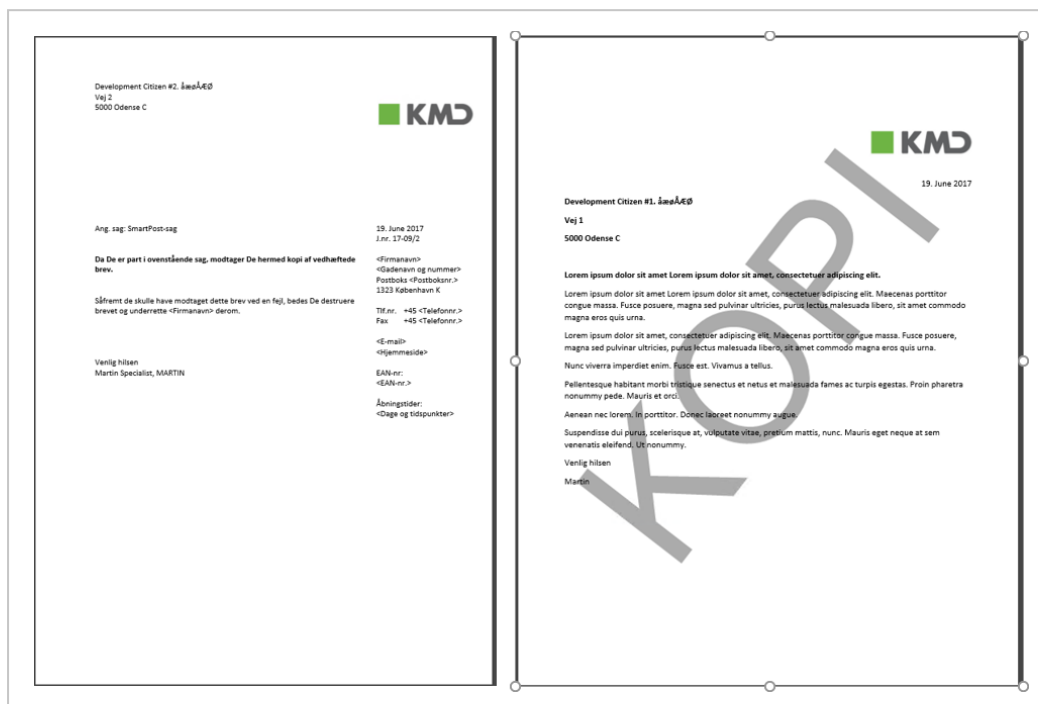 Development Citizen #2. åæøÅÆØ
Vej 2
5000 Odense C
KMD
Ang. sag: SmartPost-sag
19. June 2017
J.nr. 17-09/2
Da De er part i ovenstående sag, modtager De hermed kopi af vedhæftede
brev.
Såfremt de skulle have modtaget dette brev ved en fejl, bedes De destruere
brevet og underrette <Firmanavn> derom.
Venlig hilsen
Martin Specialist, MARTIN
<Firmanavn>
<Gadenavn og nummer>
Postboks <Postboksnr.>
1323 København K
Tlf.nr. +45 <Telefonnr.>
Fax +45 <Telefonnr.>
<E-mail>
<Hjemmeside>
EAN-nr:
<EAN-nr.>
Åbningstider:
<Dage og tidspunkter>
KMD
19. June 2017
Development Citizen #1. åæøÅÆØ
Vej 1
5000 Odense C
Lorem ipsum dolor sit amet Lorem ipsum dolor sit amet, consectetuer adipiscing elit.
Lorem ipsum dolor sit amet Lorem ipsum dolor sit amet, consectetuer adipiscing elit. Maecenas porttitor
congue massa. Fusce posuere, magna sed pulvinar ultricies, purus lectus malesuada libero, sit amet commodo
magna eros quis urna.
Lorem ipsum dolor sit amet, consectetuer adipiscing elit. Maecenas porttitor congue massa. Fusce posuere,
magna sed pulvinar ultricies, purus lectus malesuada libero, sit amet commodo magna eros quis urna.
Nunc viverra imperdiet enim. Fusce est. Vivamus a tellus.
Pellentesque habitant morbi tristique senectus et netus et malesuada fames ac turpis egestas. Proin pharetra
nonummy pede. Mauris et orci.
Aenean nec lorem. In porttitor. Donec laoreet nonummy augue.
Suspendisse dui purus, scelerisque at, vulputate vitae, pretium mattis, nunc. Mauris eget neque at sem
venenatis eleifend. Ut nonummy.
Venlig hilsen
Martin
KOPI